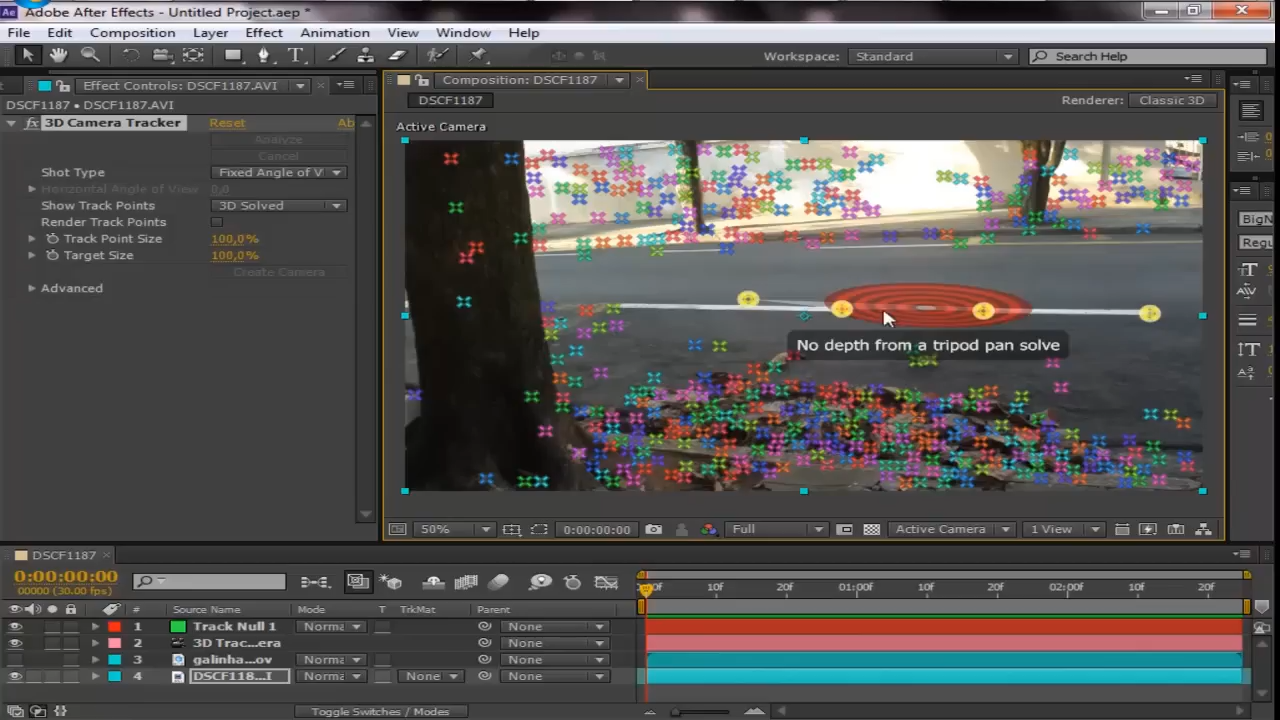 Adobe After Effects - Untitled Project.aep *
File Edit Composition Layer Effect Animation View Window Help
Workspace: Standard Search Help
Effect Controls: DSCF1187.AVI
Composition: DSCF1187
DSCF1187 • DSCF1187.AVI
DSCF1187
Renderer: Classic 3D
fx 3D Camera Tracker Reset Ab
Active Camera
Analyze
Cancel
Shot Type Fixed Angle of V
Horizontal Angle of View 0,0
Show Track Points 3D Solved
Render Track Points
Track Point Size 100,0%
Target Size 100,0%
Create Camera
Advanced
BigN
Regu
No depth from a tripod pan solve
50% 0:00:00:00 Full Active Camera 1 View
DSCF1187
0:00:00:00
00000 (30.00 fps)
10f 20f 01:00f 10f 20f 02:00f 10f 20f
# Source Name Mode T TrkMat Parent
1 Track Null 1 Norma None
2 3D Trac...era None
3 galinha...ov Norma None
4 DSCF118...I Norma None None
Toggle Switches / Modes